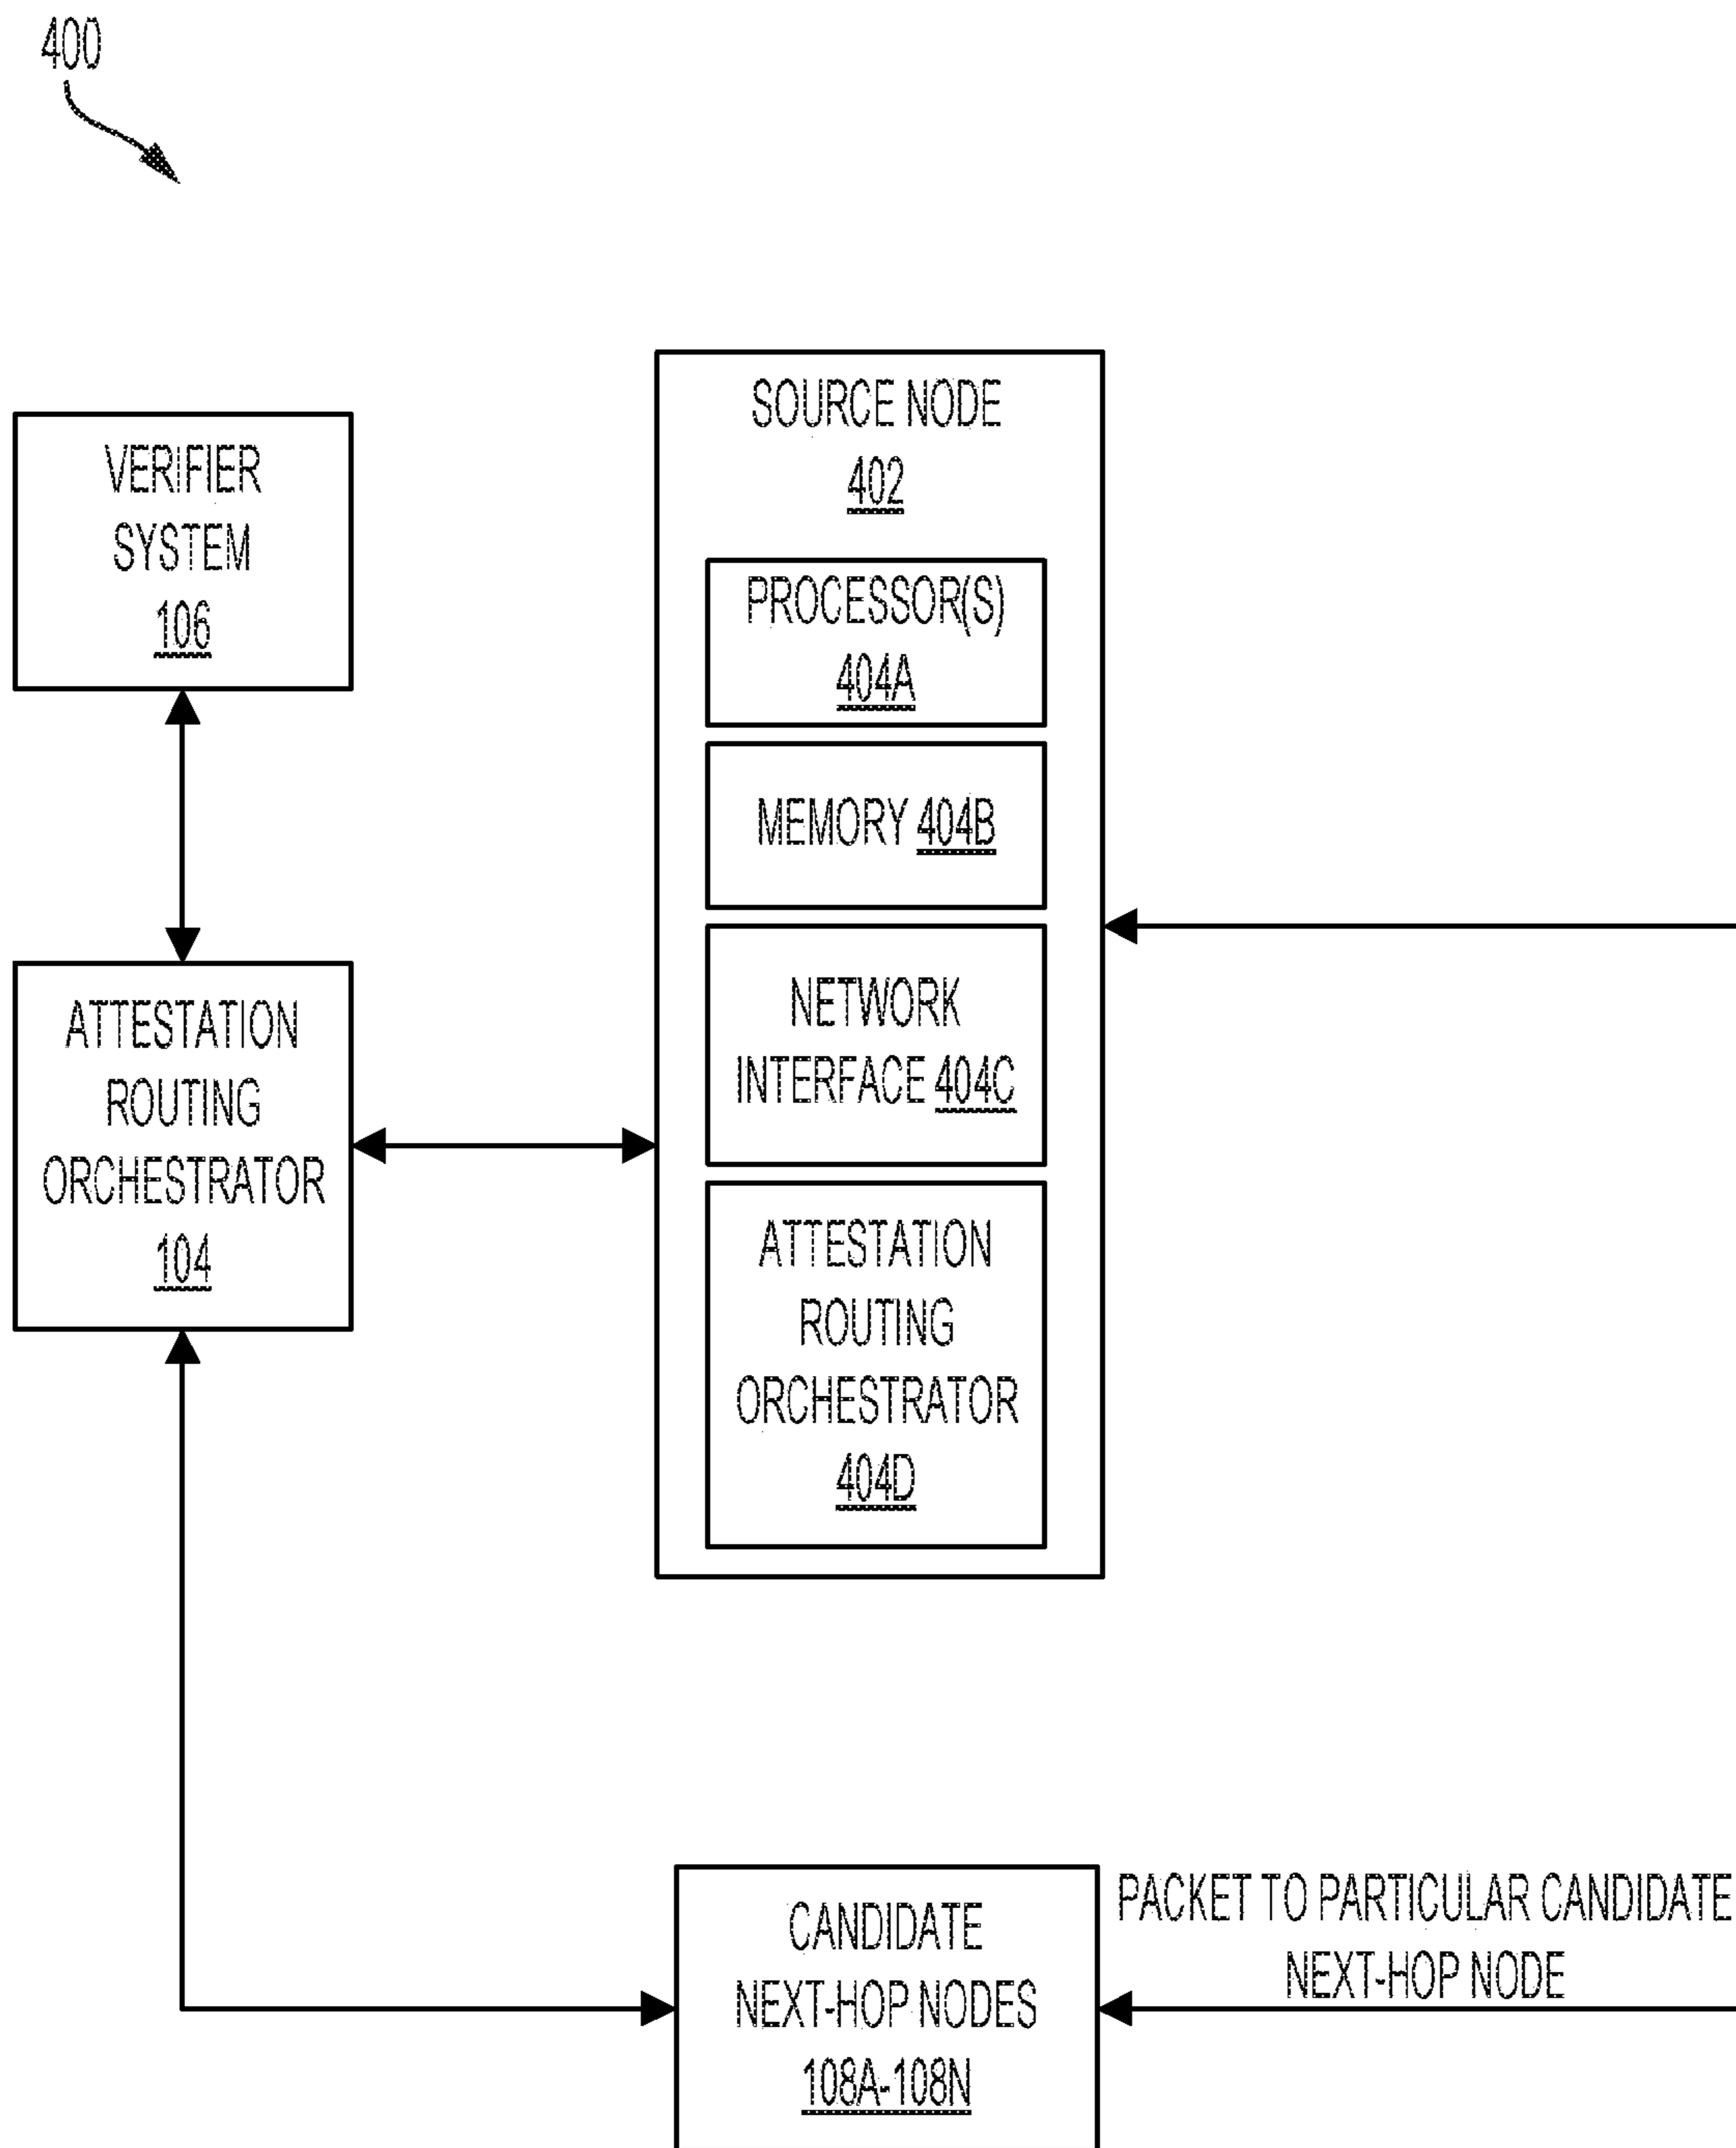 400
SOURCE NODE
402
PROCESSOR(S)
404A
MEMORY 404B
NETWORK
INTERFACE 404C
ATTESTATION
ROUTING
ORCHESTRATOR
404D
VERIFIER
SYSTEM
106
ATTESTATION
ROUTING
ORCHESTRATOR
104
CANDIDATE
NEXT-HOP NODES
108A-108N
PACKET TO PARTICULAR CANDIDATE
NEXT-HOP NODE